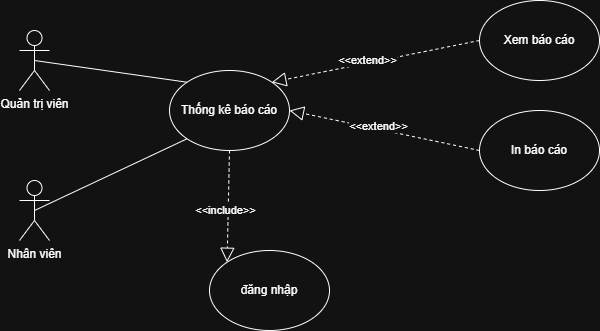 Xem báo cáo
<<extend>>
Quản trị viên
Thống kê báo cáo
<<extend>>
In báo cáo
<<include>>
Nhân viên
đăng nhập